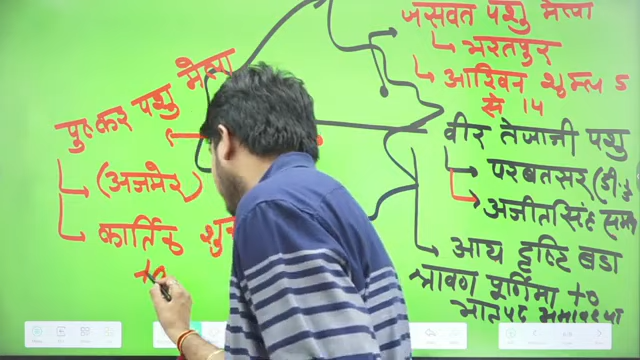 पुष्कर पशु मेला
(अजमेर)
कार्तिक
to
जसवंत पशु मेला
भरतपुर
आश्विन शुक्ल 5
से 14
वीर तेजाजी पशु
परबतसर
अजीतसिंह
आय दृष्टि बडा
श्रावण पूर्णिमा to
भाद्रपद अमावस्या